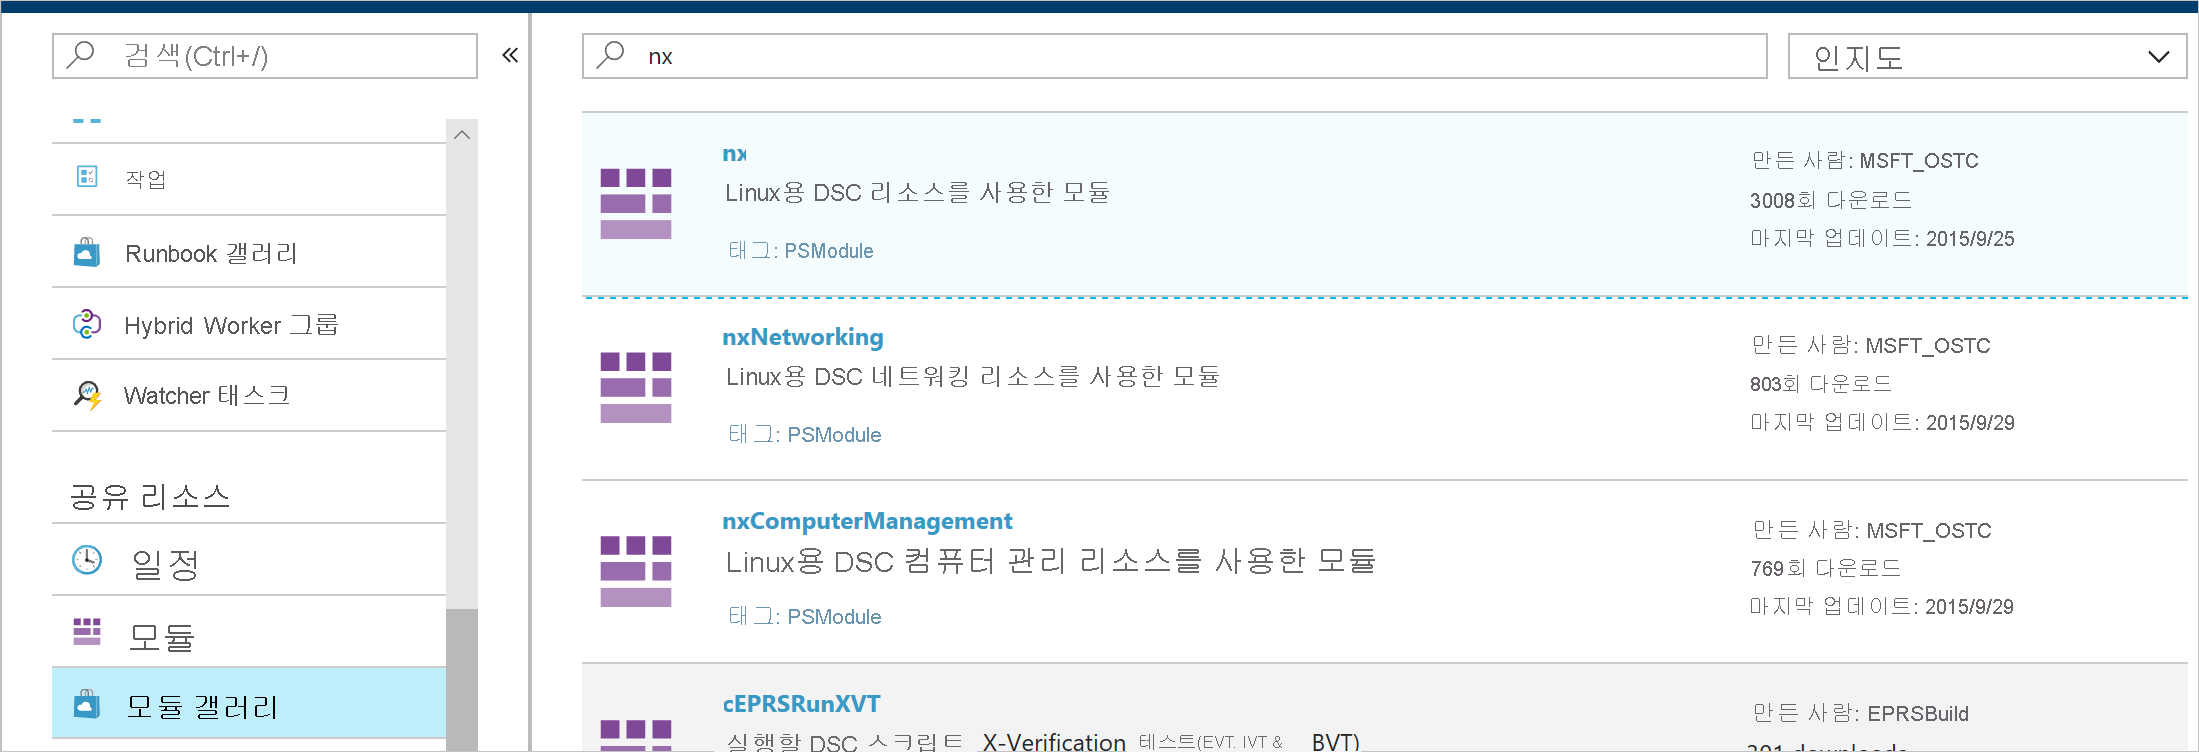 검색(Ctrl+/)
«
작업
Runbook 갤러리
Hybrid Worker 그룹
Watcher 태스크
공유 리소스
일정
모듈
모듈 갤러리
nx
인지도
nx
Linux용 DSC 리소스를 사용한 모듈
태그: PSModule
만든 사람: MSFT_OSTC
3008회 다운로드
마지막 업데이트: 2015/9/25
nxNetworking
Linux용 DSC 네트워킹 리소스를 사용한 모듈
태그: PSModule
만든 사람: MSFT_OSTC
803회 다운로드
마지막 업데이트: 2015/9/29
nxComputerManagement
Linux용 DSC 컴퓨터 관리 리소스를 사용한 모듈
태그: PSModule
만든 사람: MSFT_OSTC
769회 다운로드
마지막 업데이트: 2015/9/29
cEPRSRunXVT
실행할 DSC 스크립트 X-Verification 테스트(EVT, IVT & BVT)
만든 사람: EPRSBuild
301 downloads